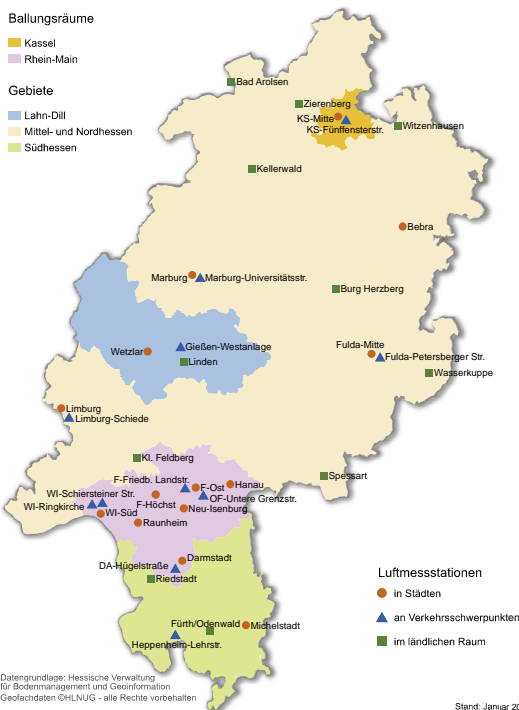 Ballungsräume
Kassel
Rhein-Main
Gebiete
Lahn-Dill
Mittel- und Nordhessen
Südhessen
Bad Arolsen
Zierenberg
KS-Mitte
KS-Fünffensterstr.
Witzenhausen
Kellerwald
Bebra
Marburg
Marburg-Universitätsstr.
Burg Herzberg
Wetzlar
Gießen-Westanlage
Linden
Fulda-Mitte
Fulda-Petersberger Str.
Wasserkuppe
Limburg
Limburg-Schiede
Kl. Feldberg
Spessart
F-Friedb. Landstr.
F-Ost
Hanau
WI-Schiersteiner Str.
OF-Untere Grenzstr.
WI-Ringkirche
F-Höchst
WI-Süd
Neu-Isenburg
Raunheim
Darmstadt
DA-Hügelstraße
Riedstadt
Fürth/Odenwald
Michelstadt
Heppenheim-Lehrstr.
Luftmessstationen
in Städten
an Verkehrsschwerpunkten
im ländlichen Raum
Datengrundlage: Hessische Verwaltung
für Bodenmanagement und Geoinformation
Geofachdaten ©HLNUG - alle Rechte vorbehalten
Stand: Januar 20